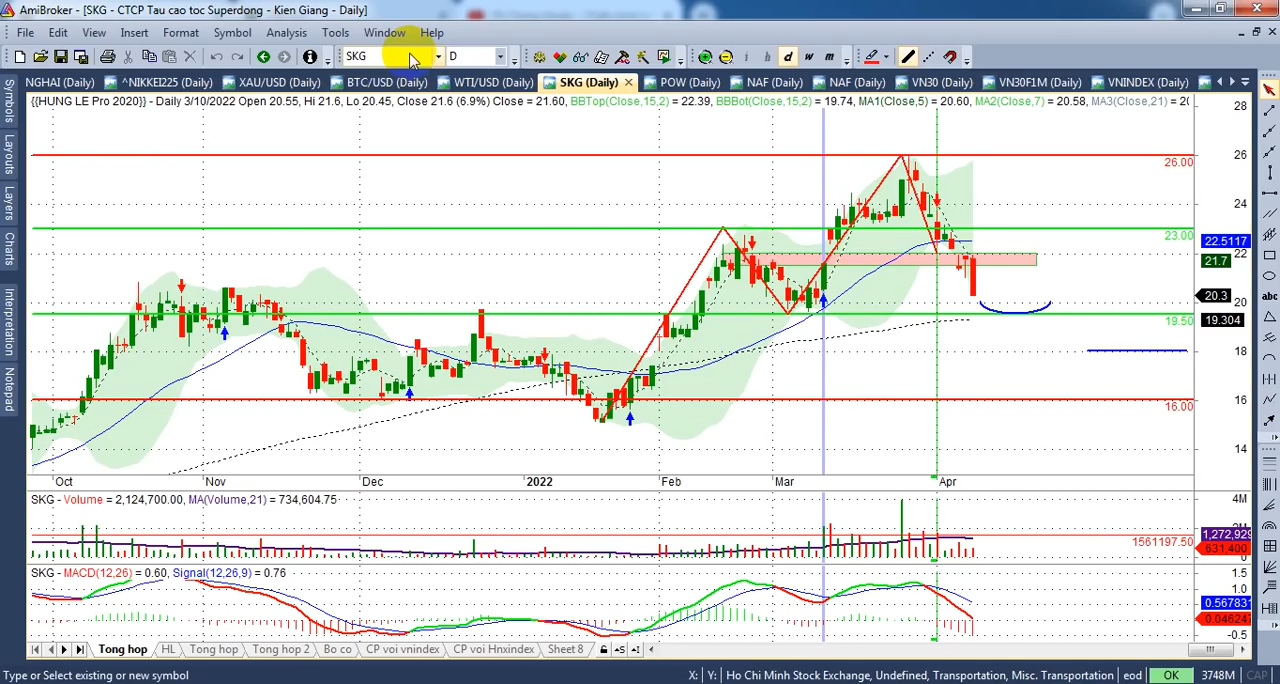 AmiBroker - [SKG - CTCP Tau cao toc Superdong - Kien Giang - Daily]
File Edit View Insert Format Symbol Analysis Tools Window Help
SKG D i h d w m
NGHAI (Daily) ^NIKKEI225 (Daily) XAU/USD (Daily) BTC/USD (Daily) WTI/USD (Daily) SKG (Daily) POW (Daily) NAF (Daily) NAF (Daily) VN30 (Daily) VN30F1M (Daily) VNINDEX (Daily)
{{HUNG LE Pro 2020}} - Daily 3/10/2022 Open 20.55, Hi 21.6, Lo 20.45, Close 21.6 (6.9%) Close = 21.60, BBTop(Close,15,2) = 22.39, BBBot(Close,15,2) = 19.74, MA1(Close,5) = 20.60, MA2(Close,7) = 20.58, MA3(Close,21) = 20
Symbols
Layouts
Layers
Charts
Interpretation
Notepad
28
26
26.00
24
23.00
22.5117
22
21.7
20
20.3
19.50
19.304
18
16
16.00
14
Oct Nov Dec 2022 Feb Mar Apr
SKG - Volume = 2,124,700.00, MA(Volume,21) = 734,604.75
4M
1,272,929
1561197.50
631,400
SKG - MACD(12,26) = 0.60, Signal(12,26,9) = 0.76
1.5
1.0
0.567831
0.04624
-0.5
Tong hop HL Tong hop Tong hop 2 Bo co CP voi vnindex CP voi Hnxindex Sheet 8
Type or Select existing or new symbol X: Y: Ho Chi Minh Stock Exchange, Undefined, Transportation, Misc. Transportation eod OK 3748M CAP
abc